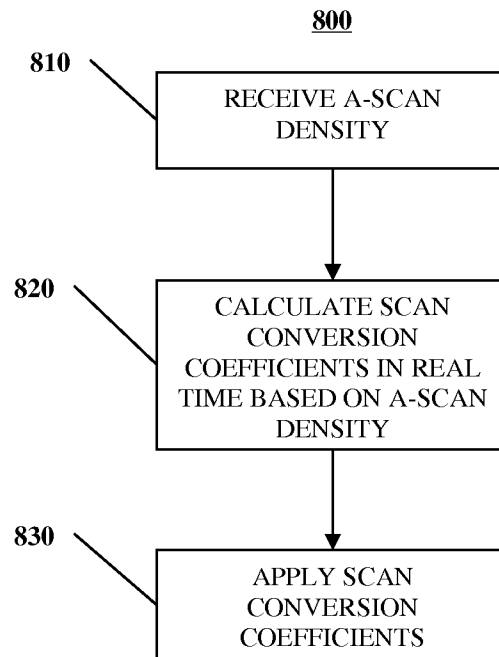 800
810
RECEIVE A-SCAN
DENSITY
820
CALCULATE SCAN
CONVERSION
COEFFICIENTS IN REAL
TIME BASED ON A-SCAN
DENSITY
830
APPLY SCAN
CONVERSION
COEFFICIENTS